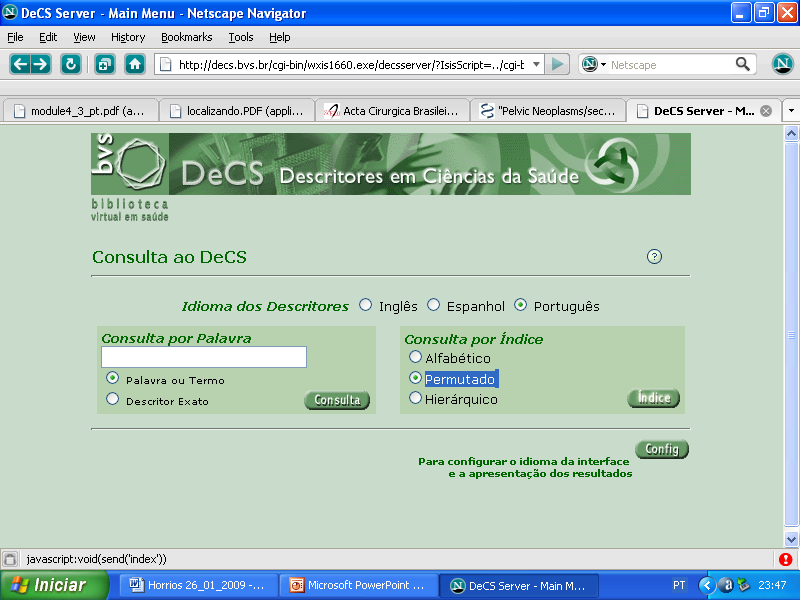 DeCS Server - Main Menu - Netscape Navigator
File Edit View History Bookmarks Tools Help
http://decs.bvs.br/cgi-bin/wxis1660.exe/decsserver/?IsisScript=../cgi-b Netscape
module4_3_pt.pdf (a... localizando.PDF (appli... Acta Cirurgica Brasilei... "Pelvic Neoplasms/sec... DeCS Server - M...
bvs DeCS Descritores em Ciências da Saúde
biblioteca
virtual em saúde
Consulta ao DeCS ?
Idioma dos Descritores Inglês Espanhol Português
Consulta por Palavra
Palavra ou Termo
Descritor Exato Consulta
Consulta por Índice
Alfabético
Permutado
Hierárquico Índice
Config
Para configurar o idioma da interface
e a apresentação dos resultados
javascript:void(send('index'))
Iniciar Horrios 26_01_2009 -... Microsoft PowerPoint ... DeCS Server - Main M... PT 23:47